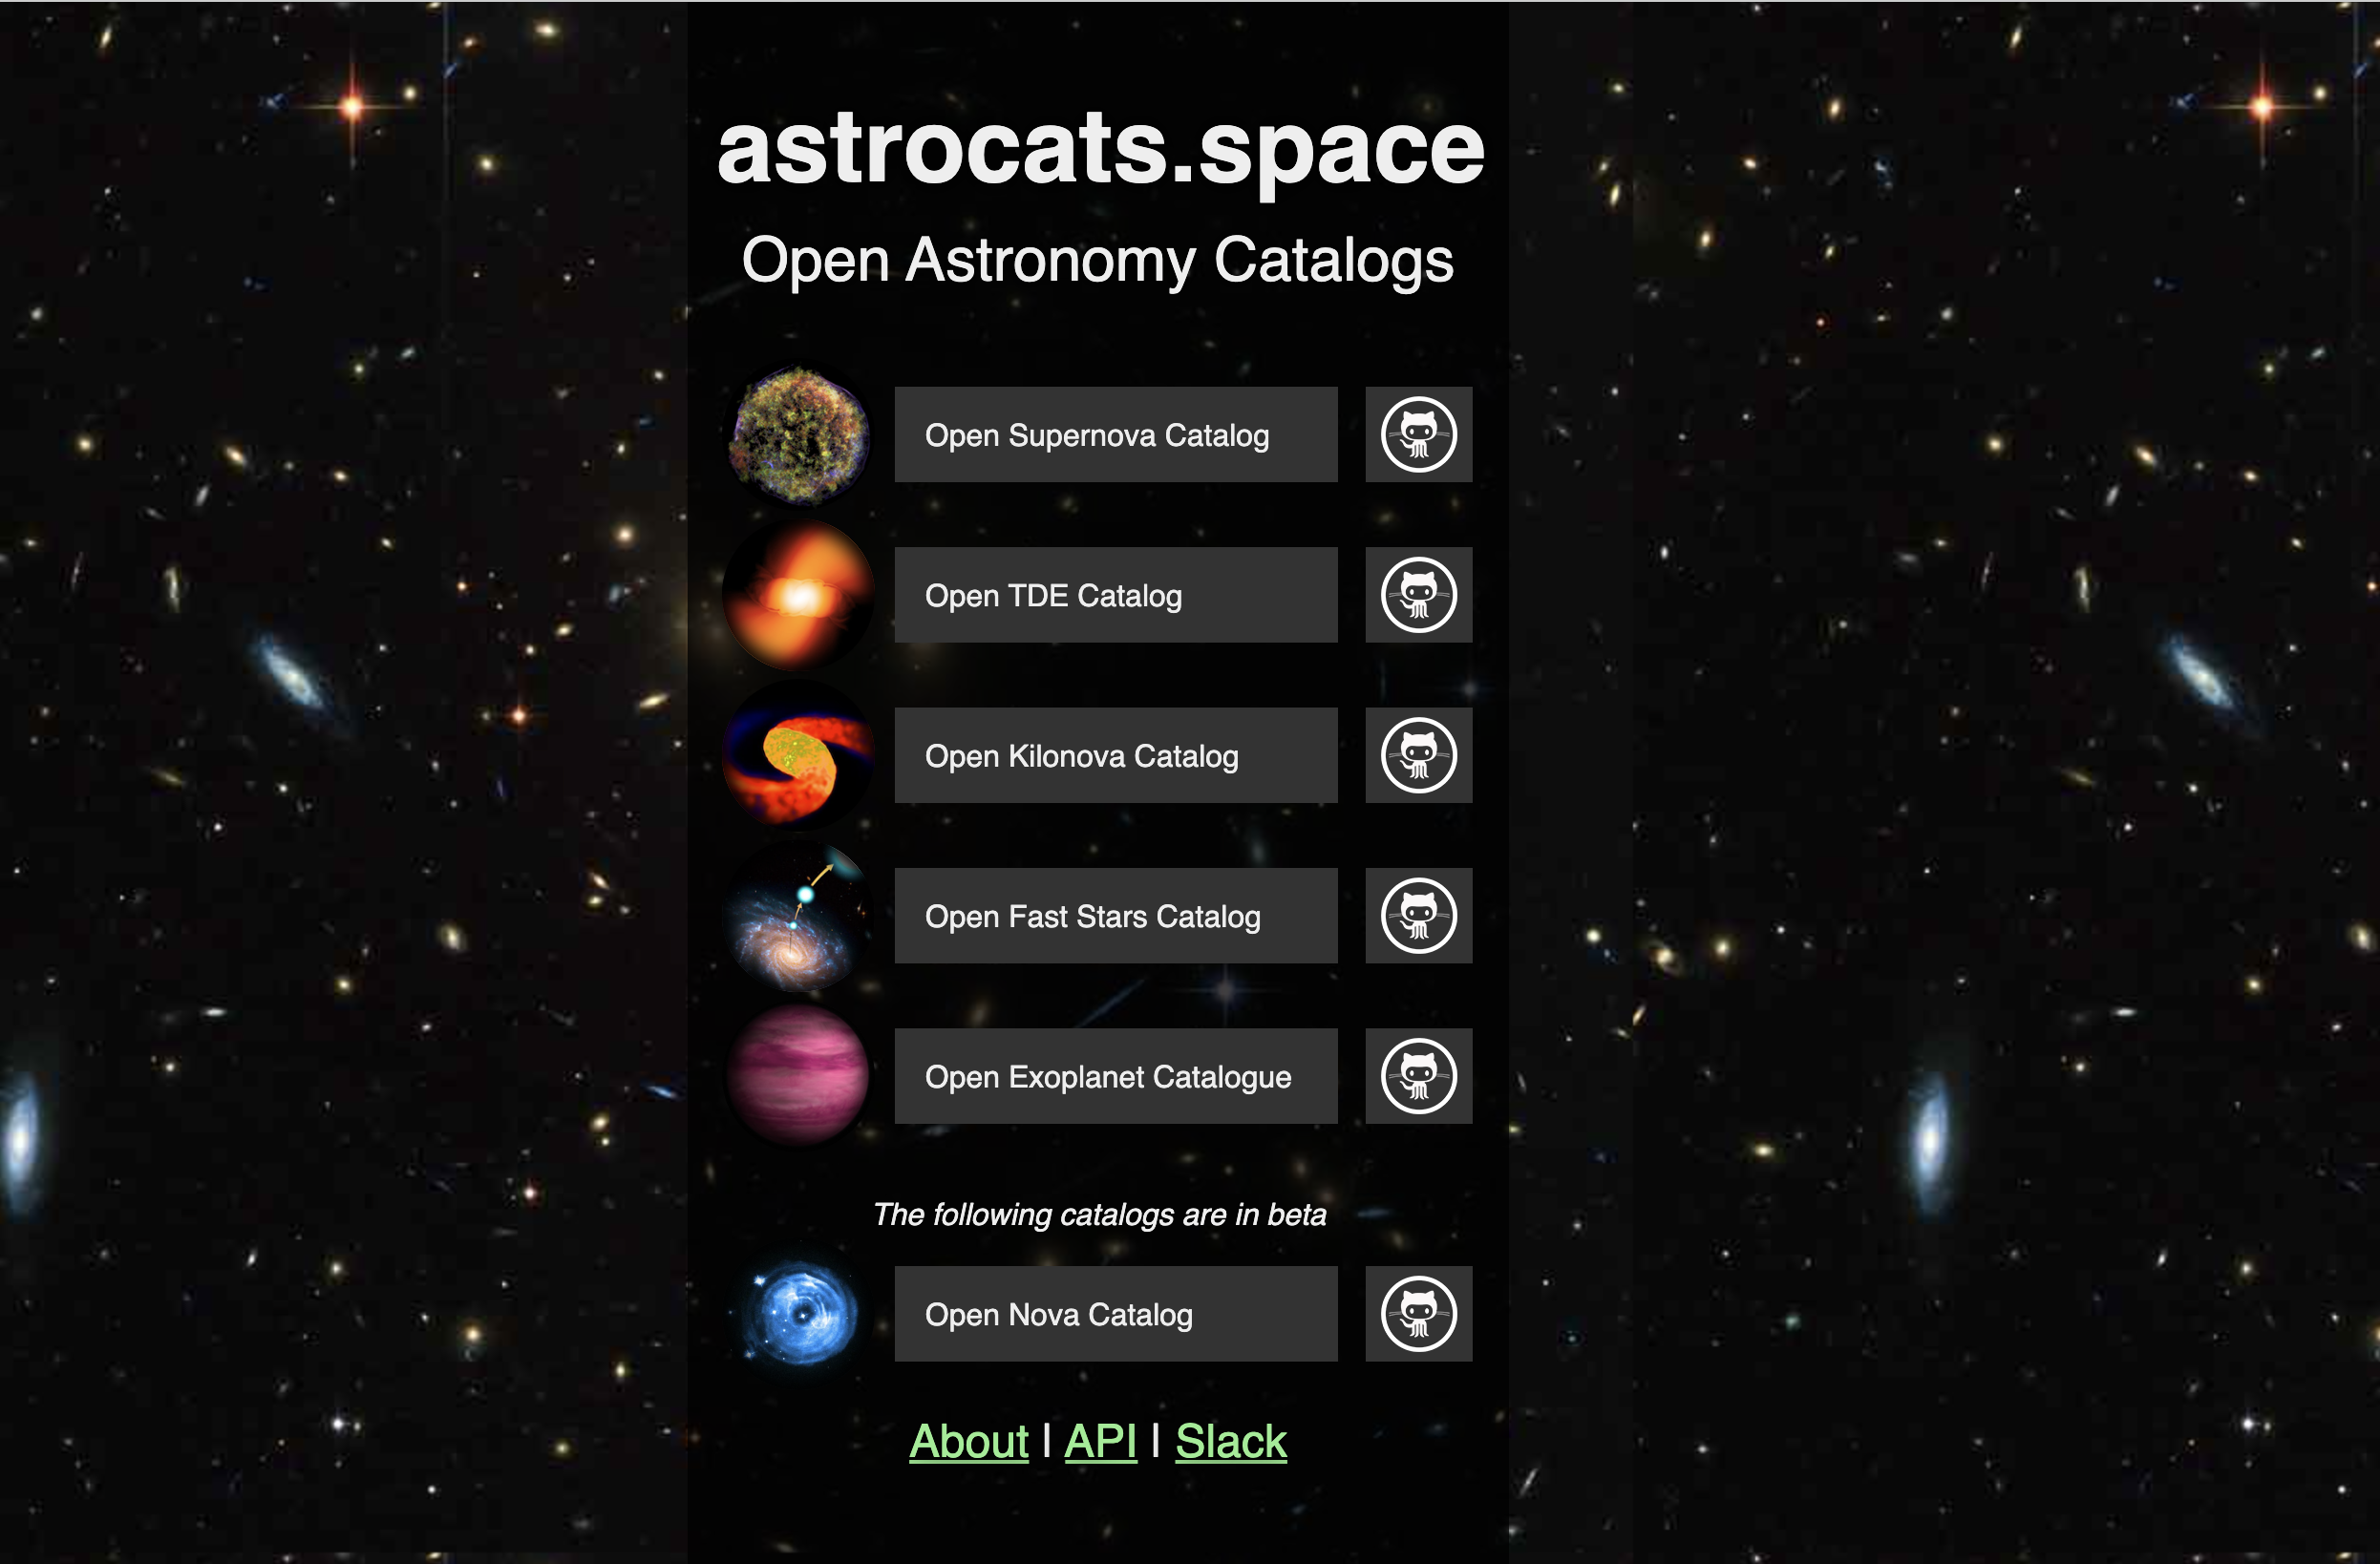 astrocats.space
Open Astronomy Catalogs
Open Supernova Catalog
Open TDE Catalog
Open Kilonova Catalog
Open Fast Stars Catalog
Open Exoplanet Catalogue
The following catalogs are in beta
Open Nova Catalog
About | API | Slack